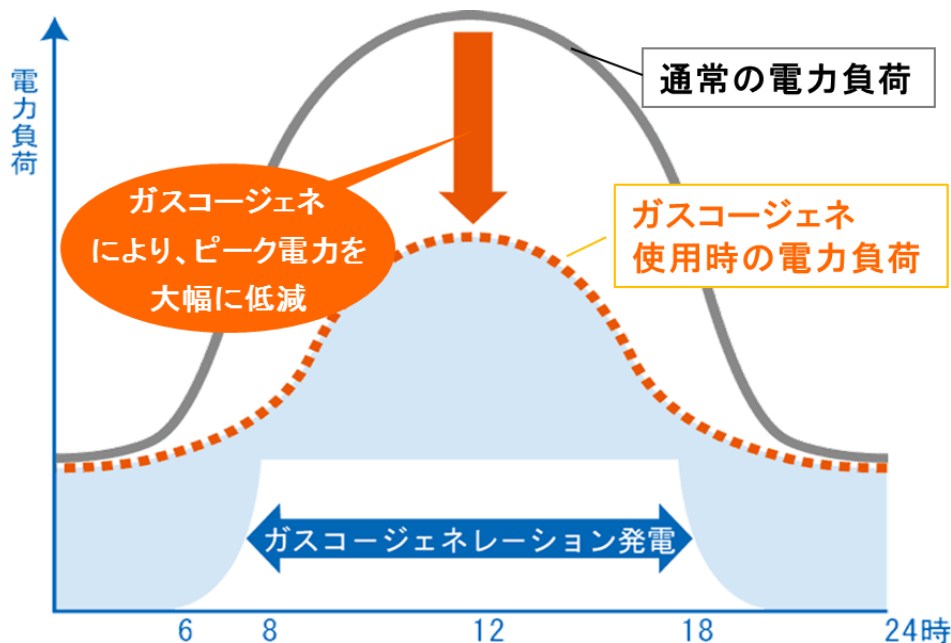 電力負荷
通常の電力負荷
ガスコージェネ
により、ピーク電力を
大幅に低減
ガスコージェネ
使用時の電力負荷
ガスコージェネレーション発電
6 8 12 18 24時